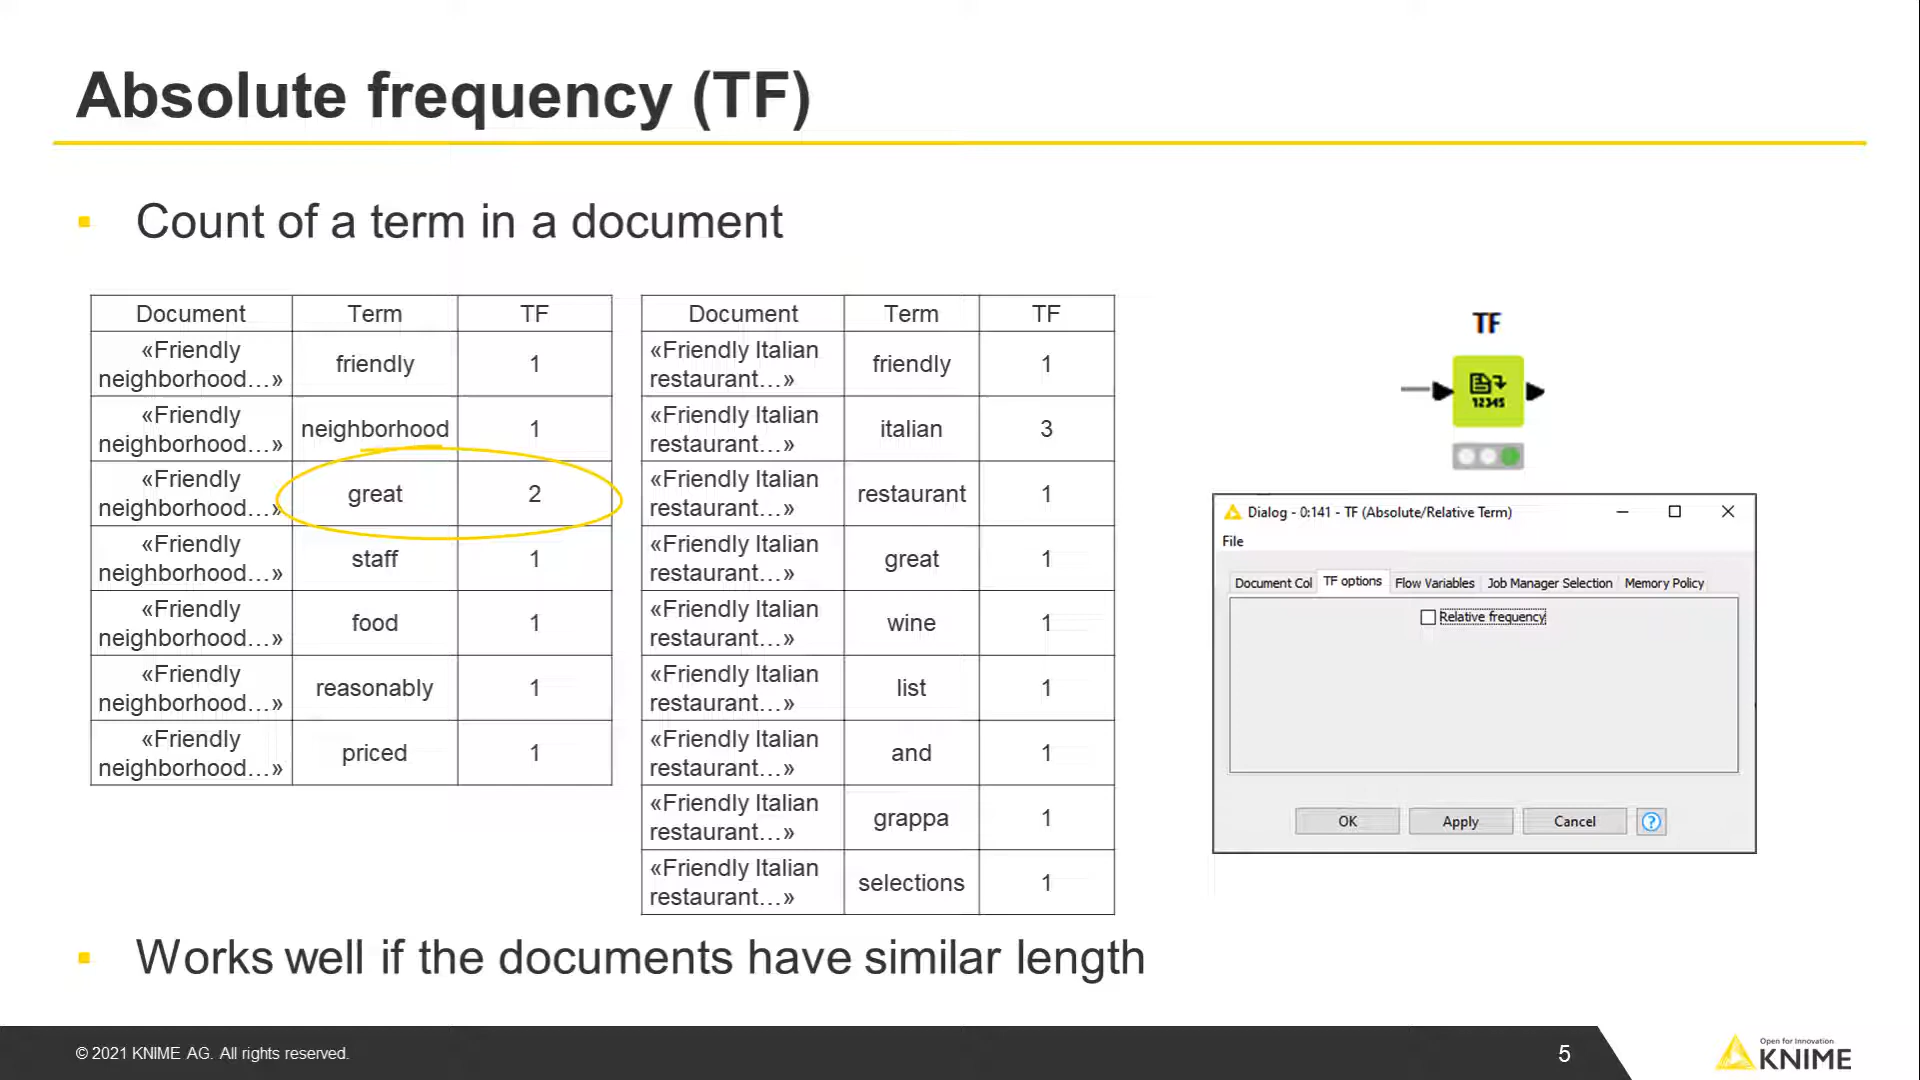 Absolute frequency (TF)
▪ Count of a term in a document
Document Term TF
«Friendly
neighborhood…» friendly 1
«Friendly
neighborhood…» neighborhood 1
«Friendly
neighborhood…» great 2
«Friendly
neighborhood…» staff 1
«Friendly
neighborhood…» food 1
«Friendly
neighborhood…» reasonably 1
«Friendly
neighborhood…» priced 1
Document Term TF
«Friendly Italian
restaurant…» friendly 1
«Friendly Italian
restaurant…» italian 3
«Friendly Italian
restaurant…» restaurant 1
«Friendly Italian
restaurant…» great 1
«Friendly Italian
restaurant…» wine 1
«Friendly Italian
restaurant…» list 1
«Friendly Italian
restaurant…» and 1
«Friendly Italian
restaurant…» grappa 1
«Friendly Italian
restaurant…» selections 1
TF
12345
Dialog - 0:141 - TF (Absolute/Relative Term)
File
Document Col TF options Flow Variables Job Manager Selection Memory Policy
Relative frequency
OK Apply Cancel ?
▪ Works well if the documents have similar length
© 2021 KNIME AG. All rights reserved.
5
Open for Innovation
KNIME